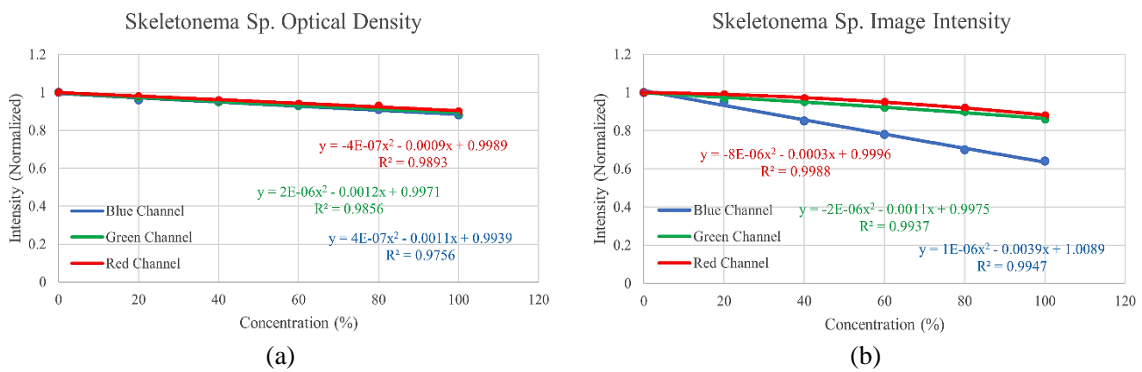 Skeletonema Sp. Optical Density
1.2
1
0.8
0.6
0.4
0.2
0
Intensity (Normalized)
y = -4E-07x² - 0.0009x + 0.9989
R² = 0.9893
y = 2E-06x² - 0.0012x + 0.9971
R² = 0.9856
y = 4E-07x² - 0.0011x + 0.9939
R² = 0.9756
Blue Channel
Green Channel
Red Channel
0 20 40 60 80 100 120
Concentration (%)
(a)
Skeletonema Sp. Image Intensity
1.2
1
0.8
0.6
0.4
0.2
0
Intensity (Normalized)
y = -8E-06x² - 0.0003x + 0.9996
R² = 0.9988
y = -2E-06x² - 0.0011x + 0.9975
R² = 0.9937
y = 1E-06x² - 0.0039x + 1.0089
R² = 0.9947
Blue Channel
Green Channel
Red Channel
0 20 40 60 80 100 120
Concentration (%)
(b)